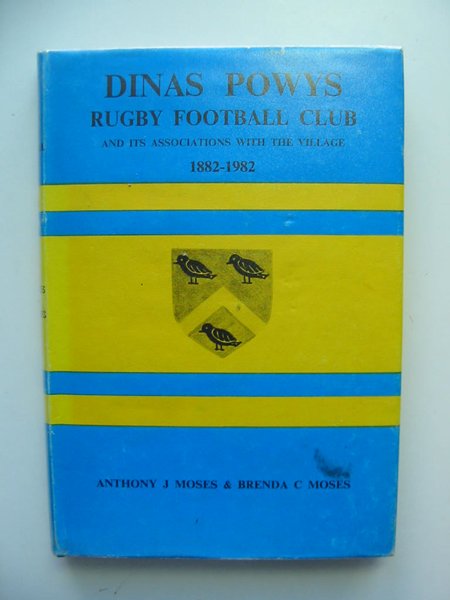 DINAS POWYS
RUGBY FOOTBALL CLUB
AND ITS ASSOCIATIONS WITH THE VILLAGE
1882-1982
ANTHONY J MOSES & BRENDA C MOSES